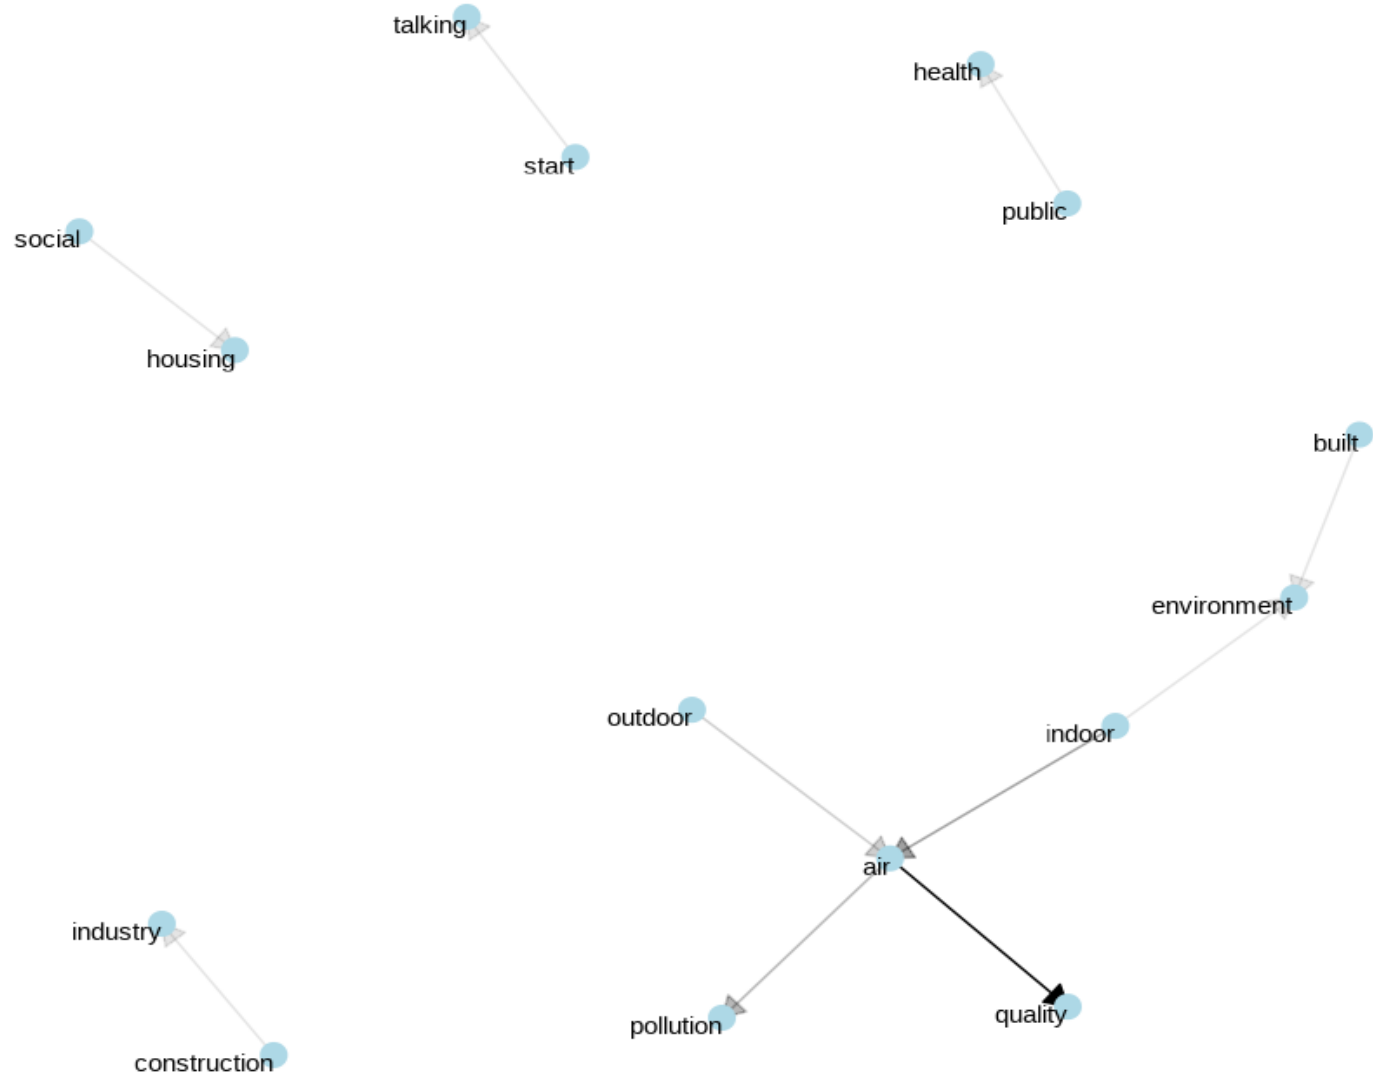 talking
health
start
public
social
housing
built
environment
outdoor
indoor
air
industry
quality
pollution
construction